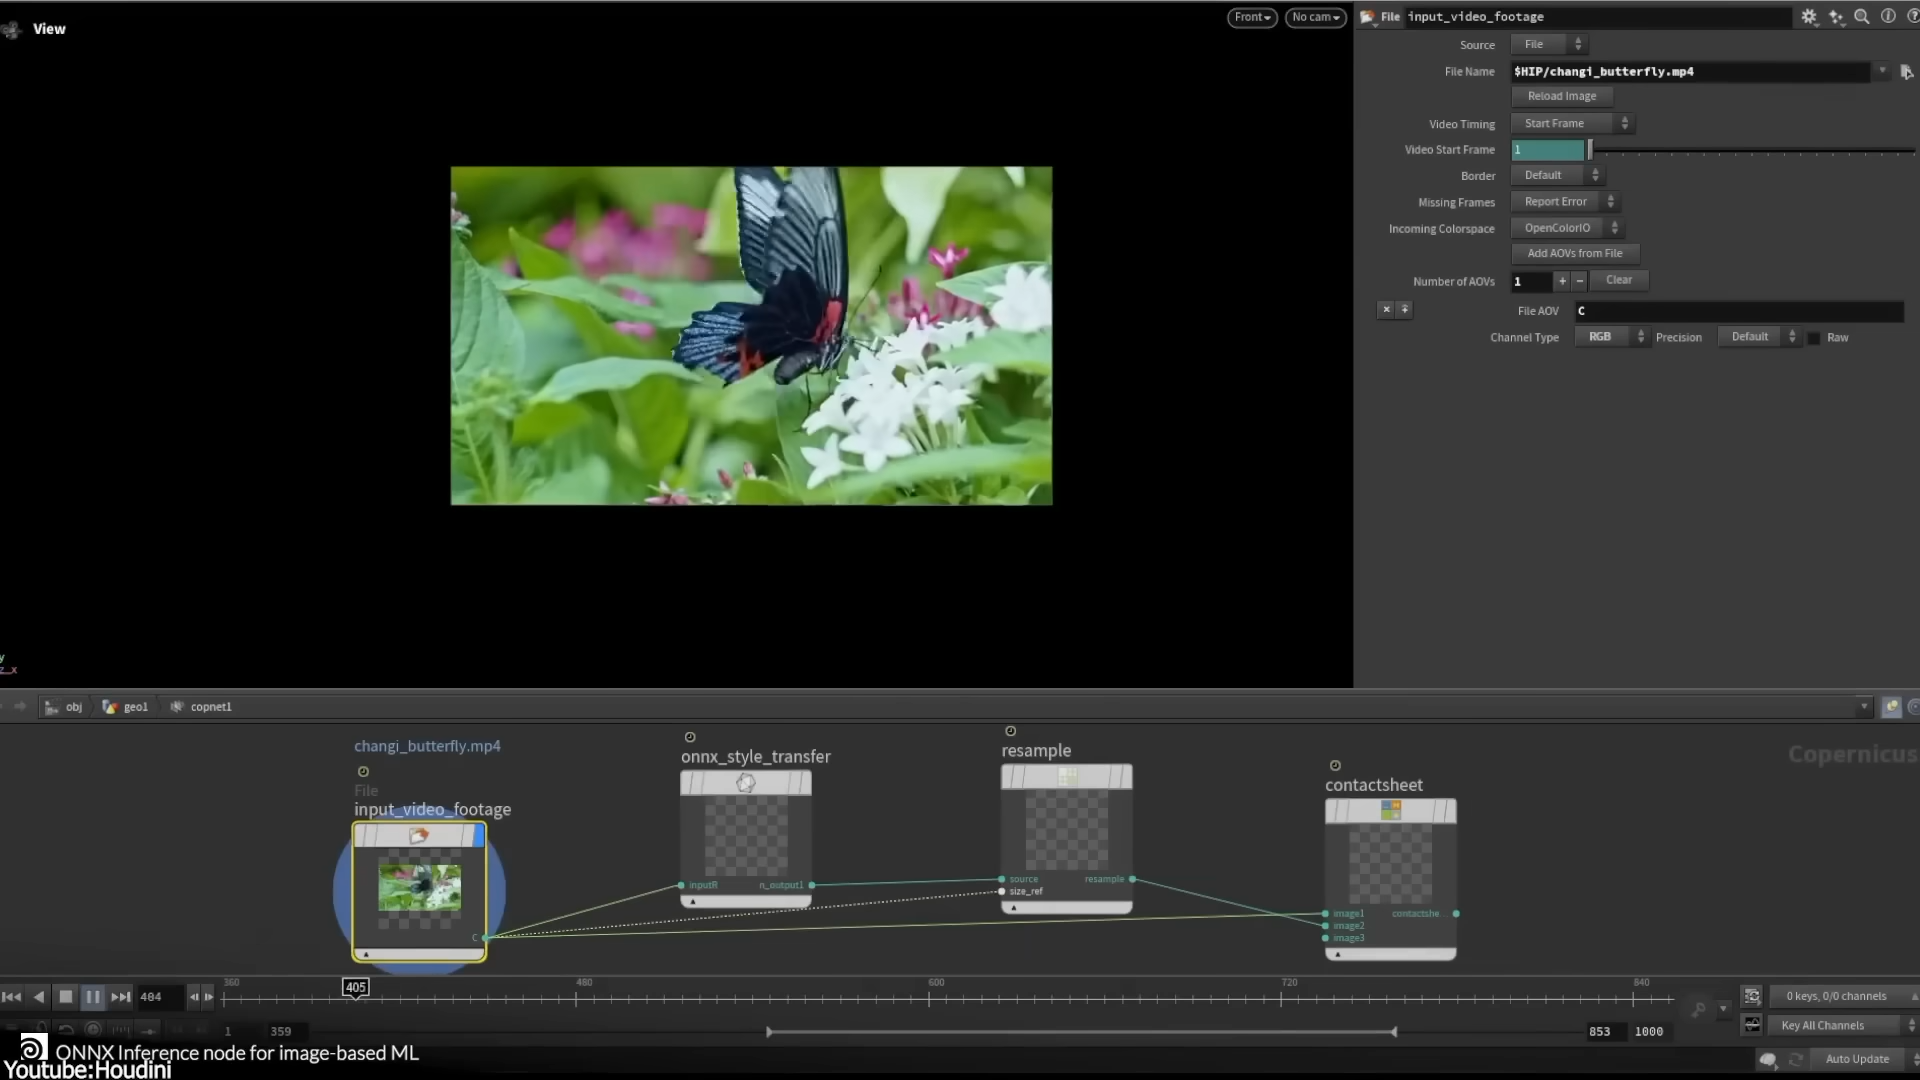 View
Front
No cam
File input_video_footage
Source File
File Name $HIP/changi_butterfly.mp4
Reload Image
Video Timing Start Frame
Video Start Frame 1
Border Default
Missing Frames Report Error
Incoming Colorspace OpenColorIO
Add AOVs from File
Number of AOVs 1 + - Clear
File AOV C
Channel Type RGB Precision Default Raw
y
z x
obj geo1 copnet1
Copernicus
changi_butterfly.mp4
File
input_video_footage
C
onnx_style_transfer
inputR n_output1
resample
source resample
size_ref
contactsheet
image1 contactshe...
image2
image3
404
360 405 480 600 720 840
0 keys, 0/0 channels
1 359 853 1000
Key All Channels
Auto Update
ONNX Inference node for image-based ML
Youtube:Houdini